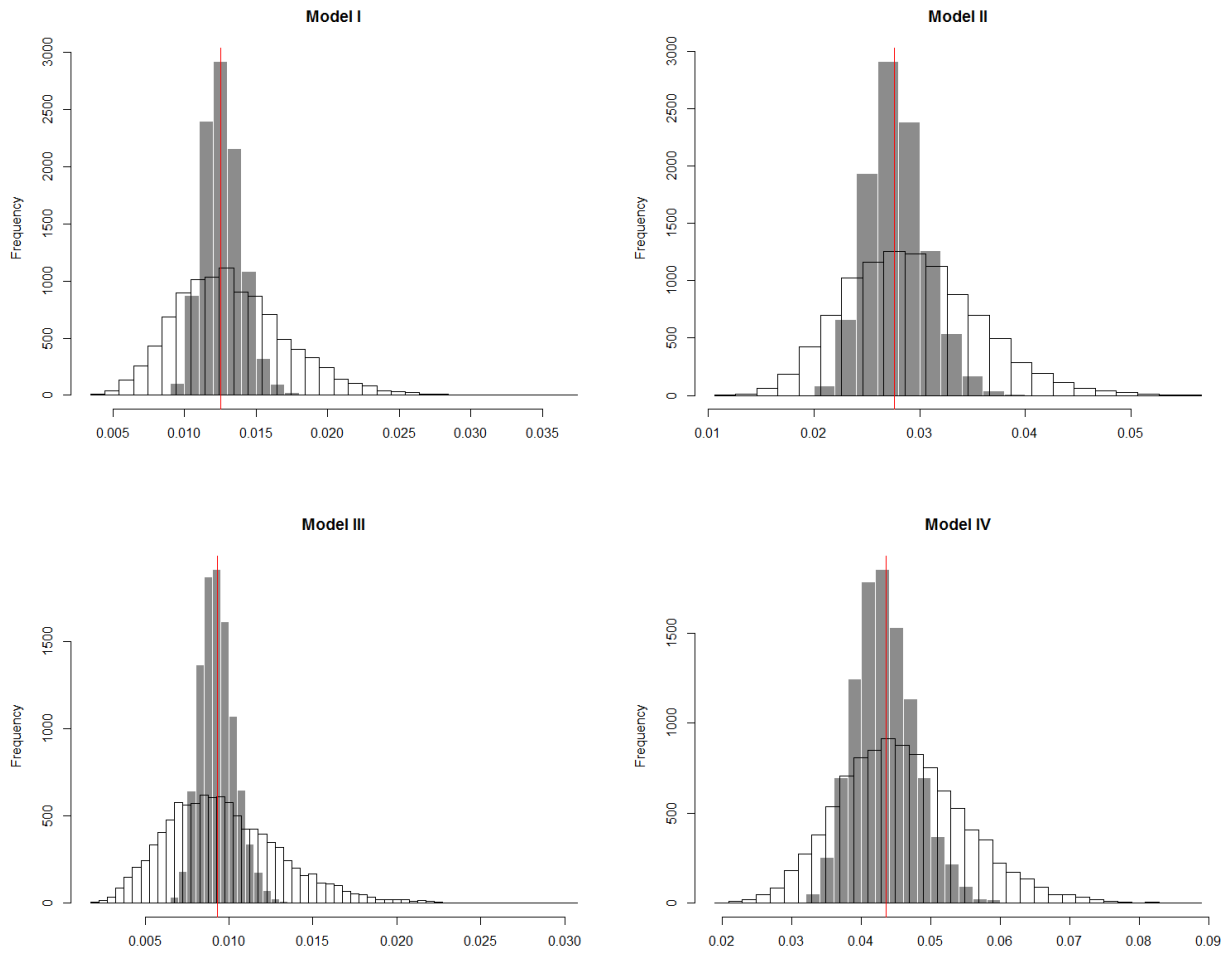 Model I
Frequency
0 500 1000 1500 2000 2500 3000
0.005 0.010 0.015 0.020 0.025 0.030 0.035
Model II
Frequency
0 500 1000 1500 2000 2500 3000
0.01 0.02 0.03 0.04 0.05
Model III
Frequency
0 500 1000 1500
0.005 0.010 0.015 0.020 0.025 0.030
Model IV
Frequency
0 500 1000 1500
0.02 0.03 0.04 0.05 0.06 0.07 0.08 0.09